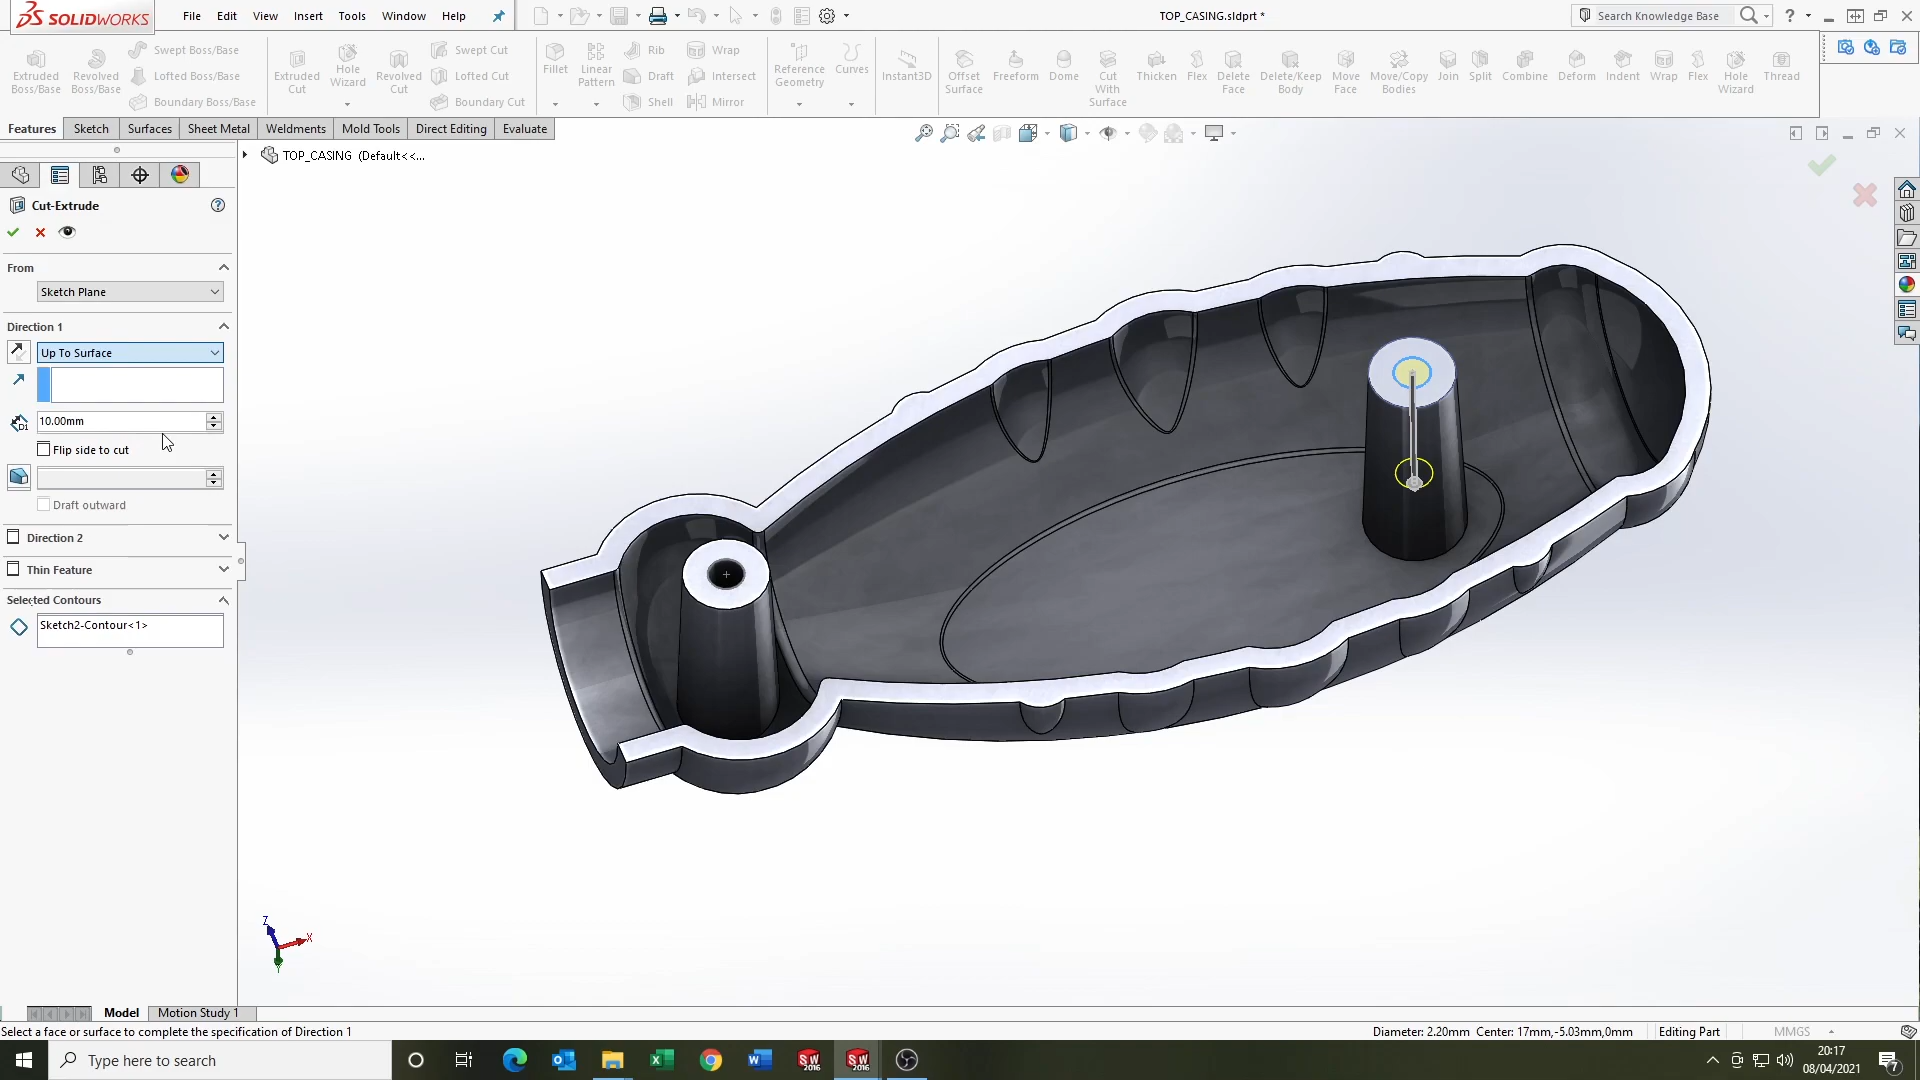 SOLIDWORKS
File Edit View Insert Tools Window Help
TOP_CASING.sldprt *
Search Knowledge Base
Extruded Boss/Base
Revolved Boss/Base
Swept Boss/Base
Lofted Boss/Base
Boundary Boss/Base
Extruded Cut
Hole Wizard
Revolved Cut
Swept Cut
Lofted Cut
Boundary Cut
Fillet
Linear Pattern
Rib
Draft
Shell
Wrap
Intersect
Mirror
Reference Geometry
Curves
Instant3D
Offset Surface
Freeform
Dome
Cut With Surface
Thicken
Flex
Delete Face
Delete/Keep Body
Move Face
Move/Copy Bodies
Join
Split
Combine
Deform
Indent
Wrap
Flex
Hole Wizard
Thread
Features Sketch Surfaces Sheet Metal Weldments Mold Tools Direct Editing Evaluate
TOP_CASING (Default<<...
Cut-Extrude
From
Sketch Plane
Direction 1
Up To Surface
10.00mm
Flip side to cut
Draft outward
Direction 2
Thin Feature
Selected Contours
Sketch2-Contour<1>
Z
X
Y
Model Motion Study 1
Select a face or surface to complete the specification of Direction 1
Diameter: 2.20mm Center: 17mm,-5.03mm,0mm Editing Part MMGS
Type here to search
SW 2016
SW 2016
20:17
08/04/2021
7